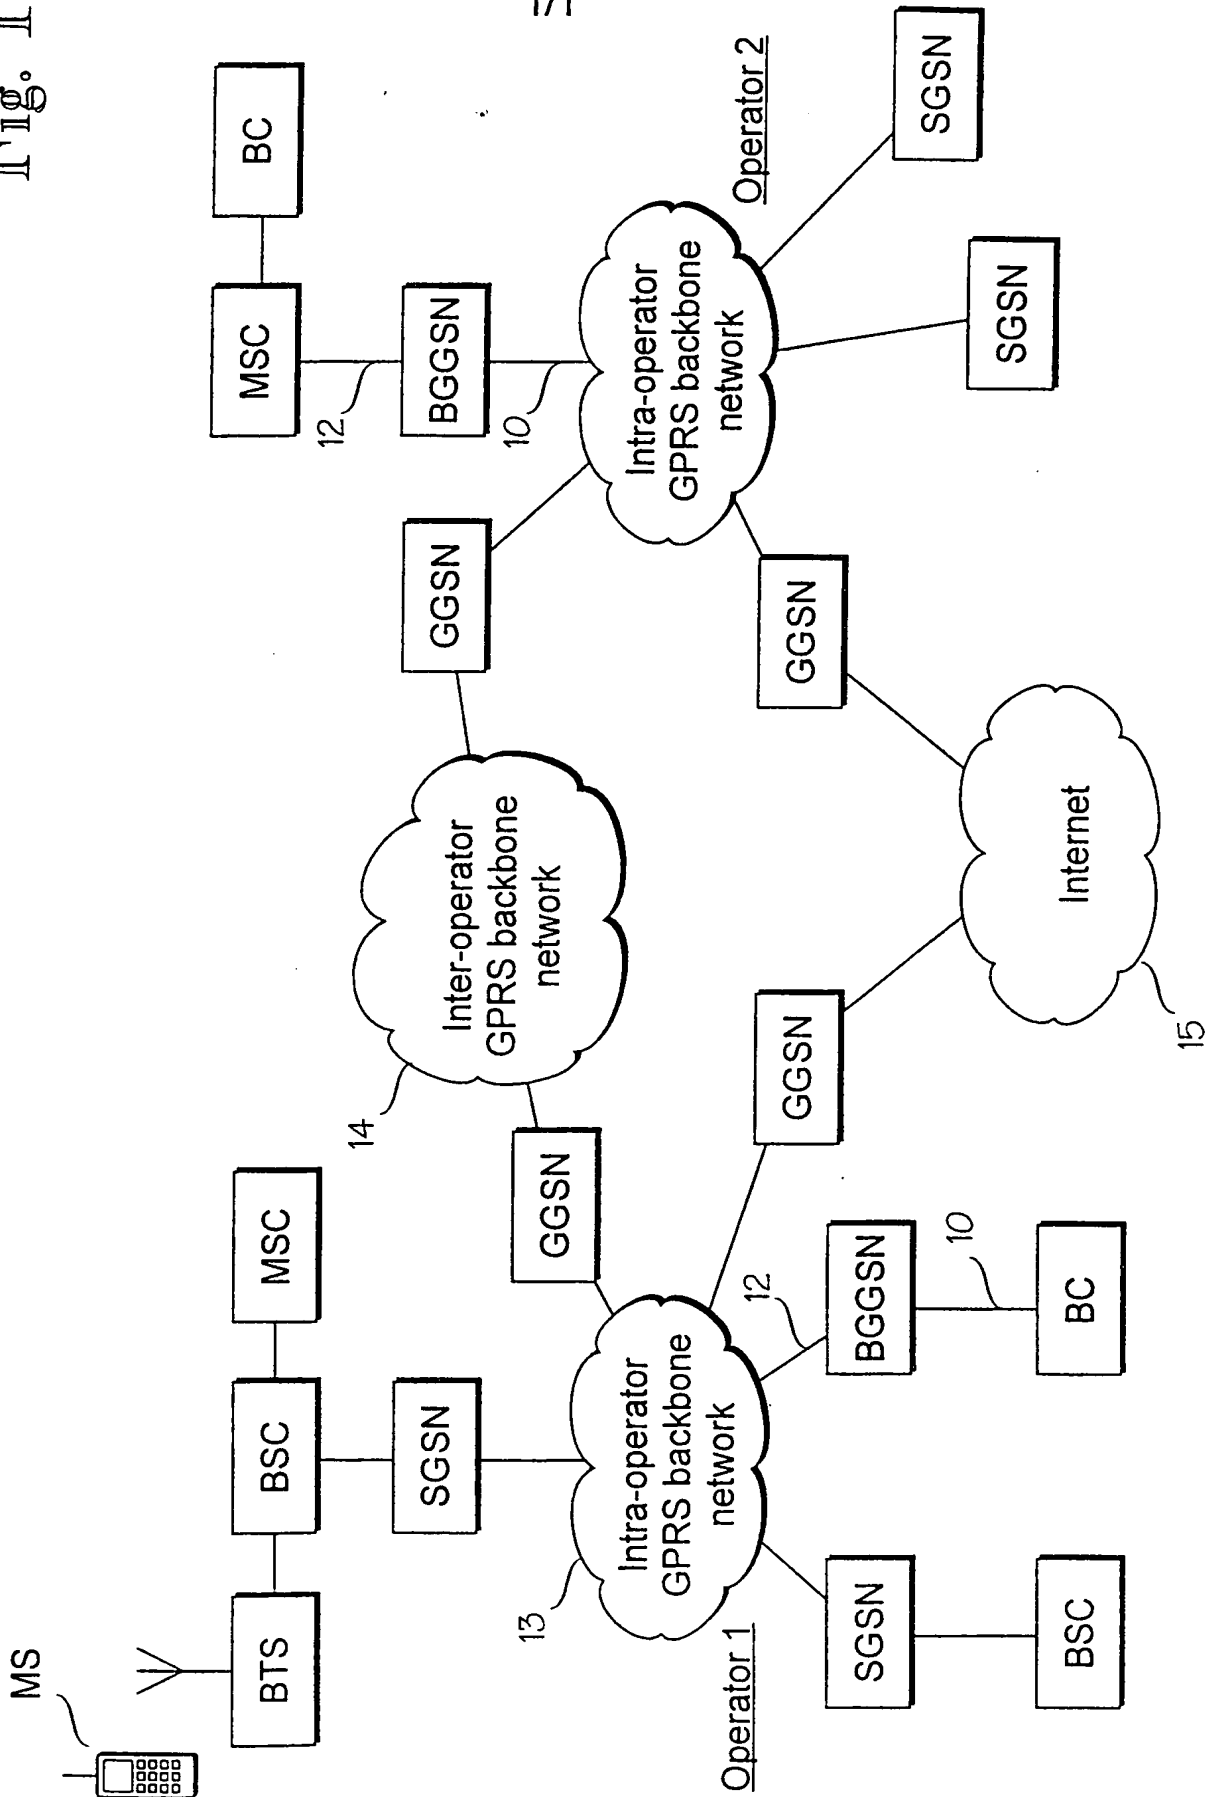 1/1
Fig. 1
MS
BTS
BSC
MSC
SGSN
14
Inter-operator
GPRS backbone
network
GGSN
GGSN
MSC
BC
12
BGGSN
10
13
Intra-operator
GPRS backbone
network
Operator 1
Intra-operator
GPRS backbone
network
Operator 2
SGSN
BSC
12
BGGSN
10
BC
GGSN
GGSN
15
Internet
SGSN
SGSN